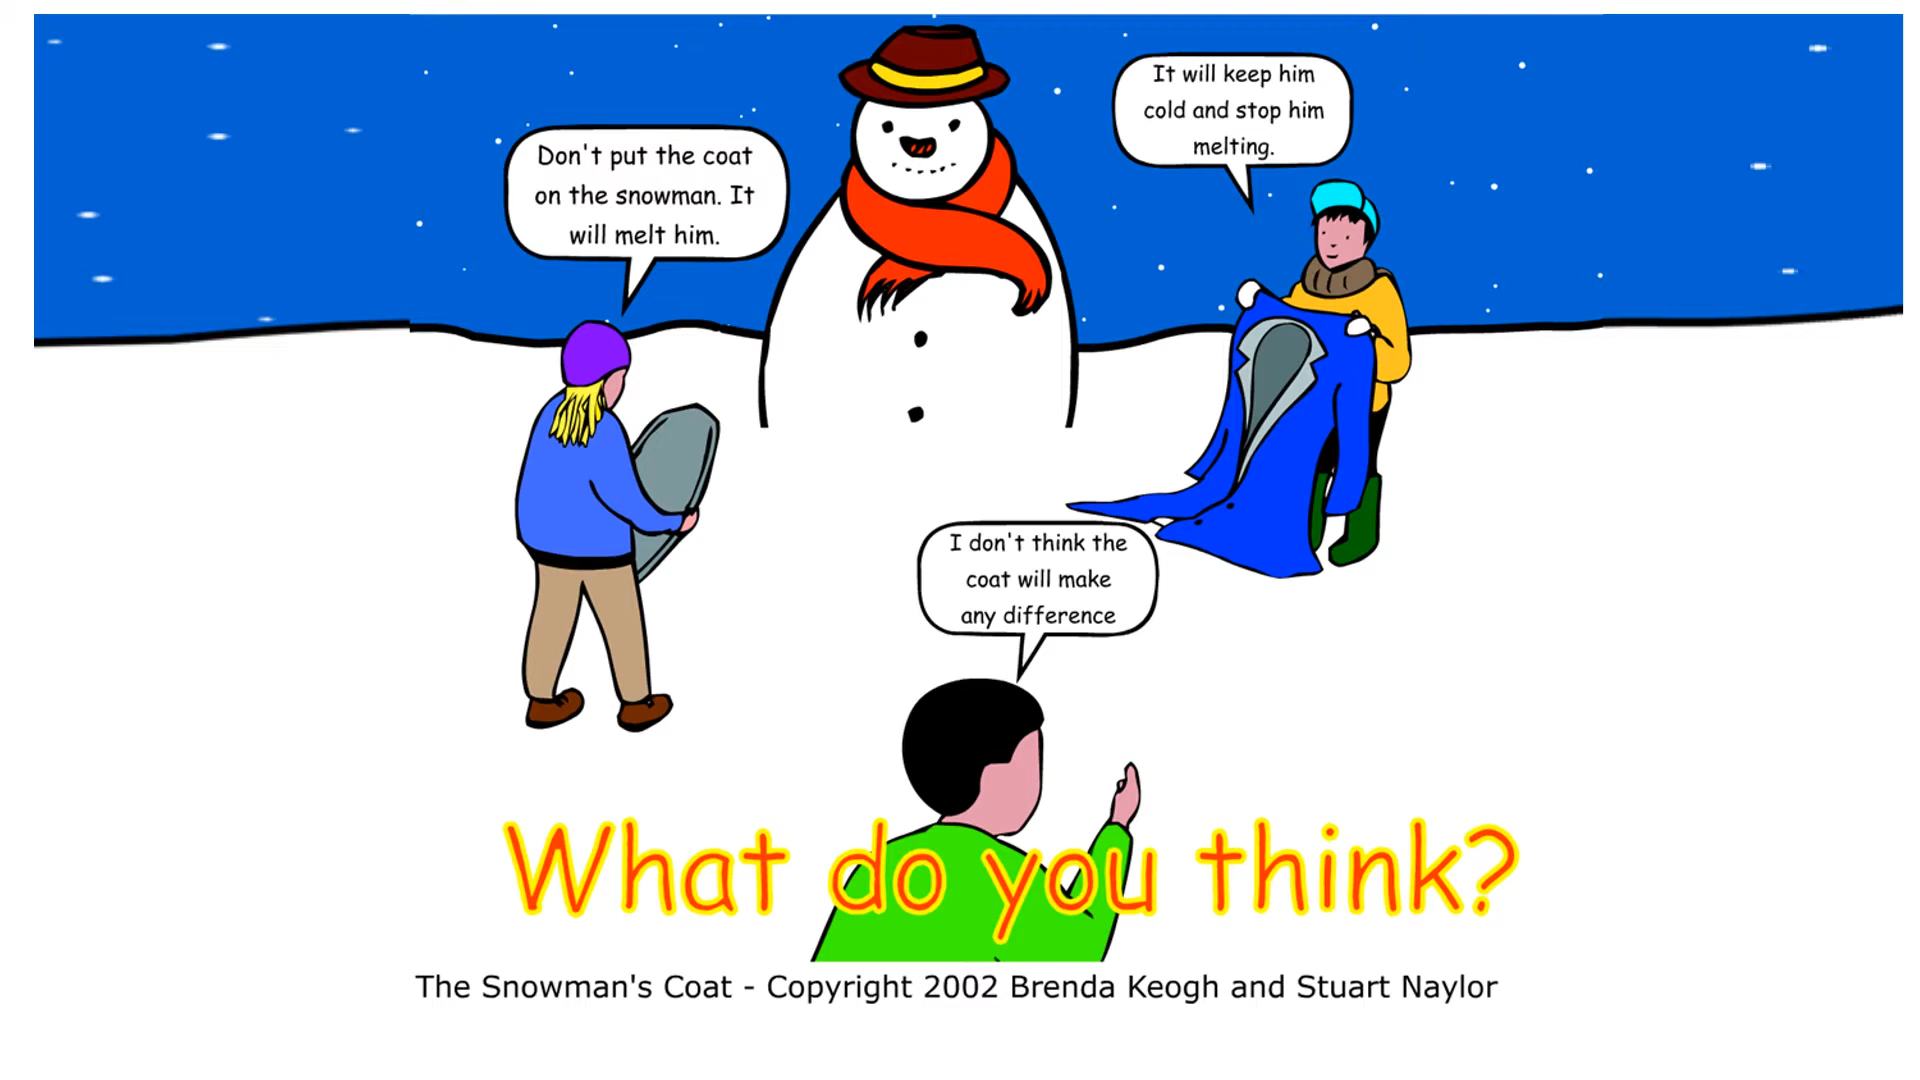 It will keep him
cold and stop him
melting.
Don't put the coat
on the snowman. It
will melt him.
I don't think the
coat will make
any difference
What do you think?
The Snowman's Coat - Copyright 2002 Brenda Keogh and Stuart Naylor